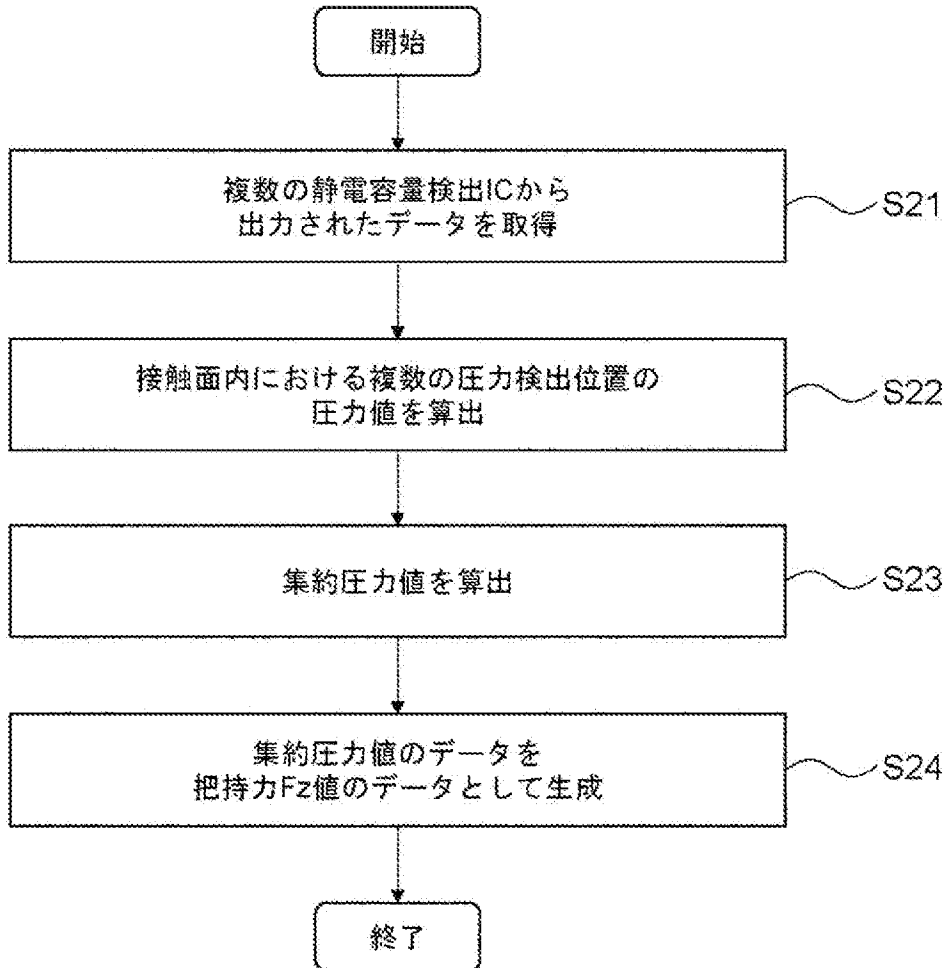 開始
複数の静電容量検出ICから
出力されたデータを取得
S21
接触面内における複数の圧力検出位置の
圧力値を算出
S22
集約圧力値を算出
S23
集約圧力値のデータを
把持力Fz値のデータとして生成
S24
終了